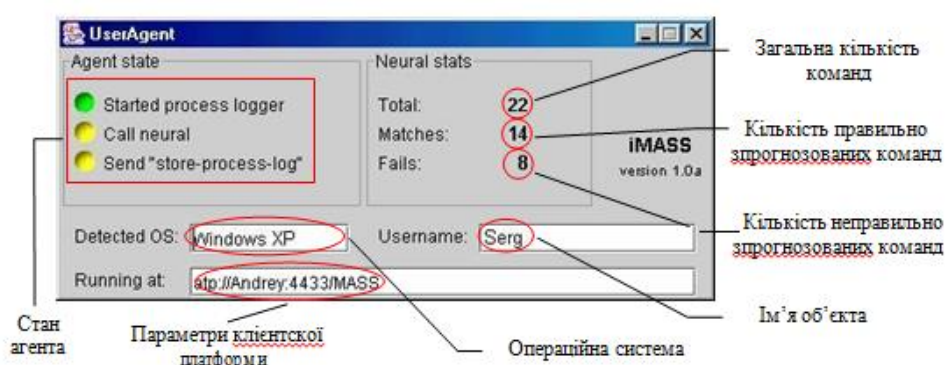 UserAgent
Agent state
Started process logger
Call neural
Send "store-process-log"
Neural stats
Total: 22
Matches: 14
Fails: 8
iMASS
version 1.0a
Detected OS: Windows XP
Username: Serg
Running at: atp://Andrey:4433/MASS
Загальна кількість
команд
Кількість правильно
зпрогнозованих команд
Кількість неправильно
зпрогнозованих команд
Ім’я об’єкта
Операційна система
Параметри клієнтскої
платформи
Стан
агента